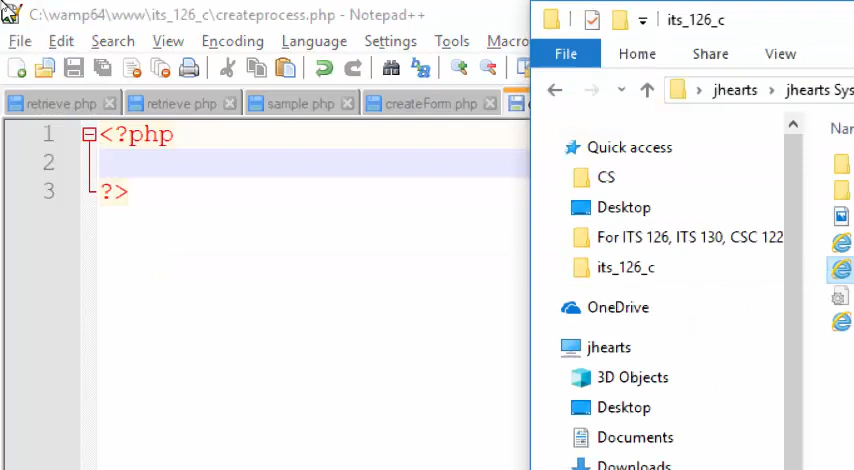 C:\wamp64\www\its_126_c\createprocess.php - Notepad++
File Edit Search View Encoding Language Settings Tools Macro
retrieve php retrieve php sample php createForm php
1 <?php
2
3 ?>
its_126_c
File Home Share View
jhearts jhearts Sys
Nar
Quick access
CS
Desktop
For ITS 126, ITS 130, CSC 122
its_126_c
OneDrive
jhearts
3D Objects
Desktop
Documents
Downloads